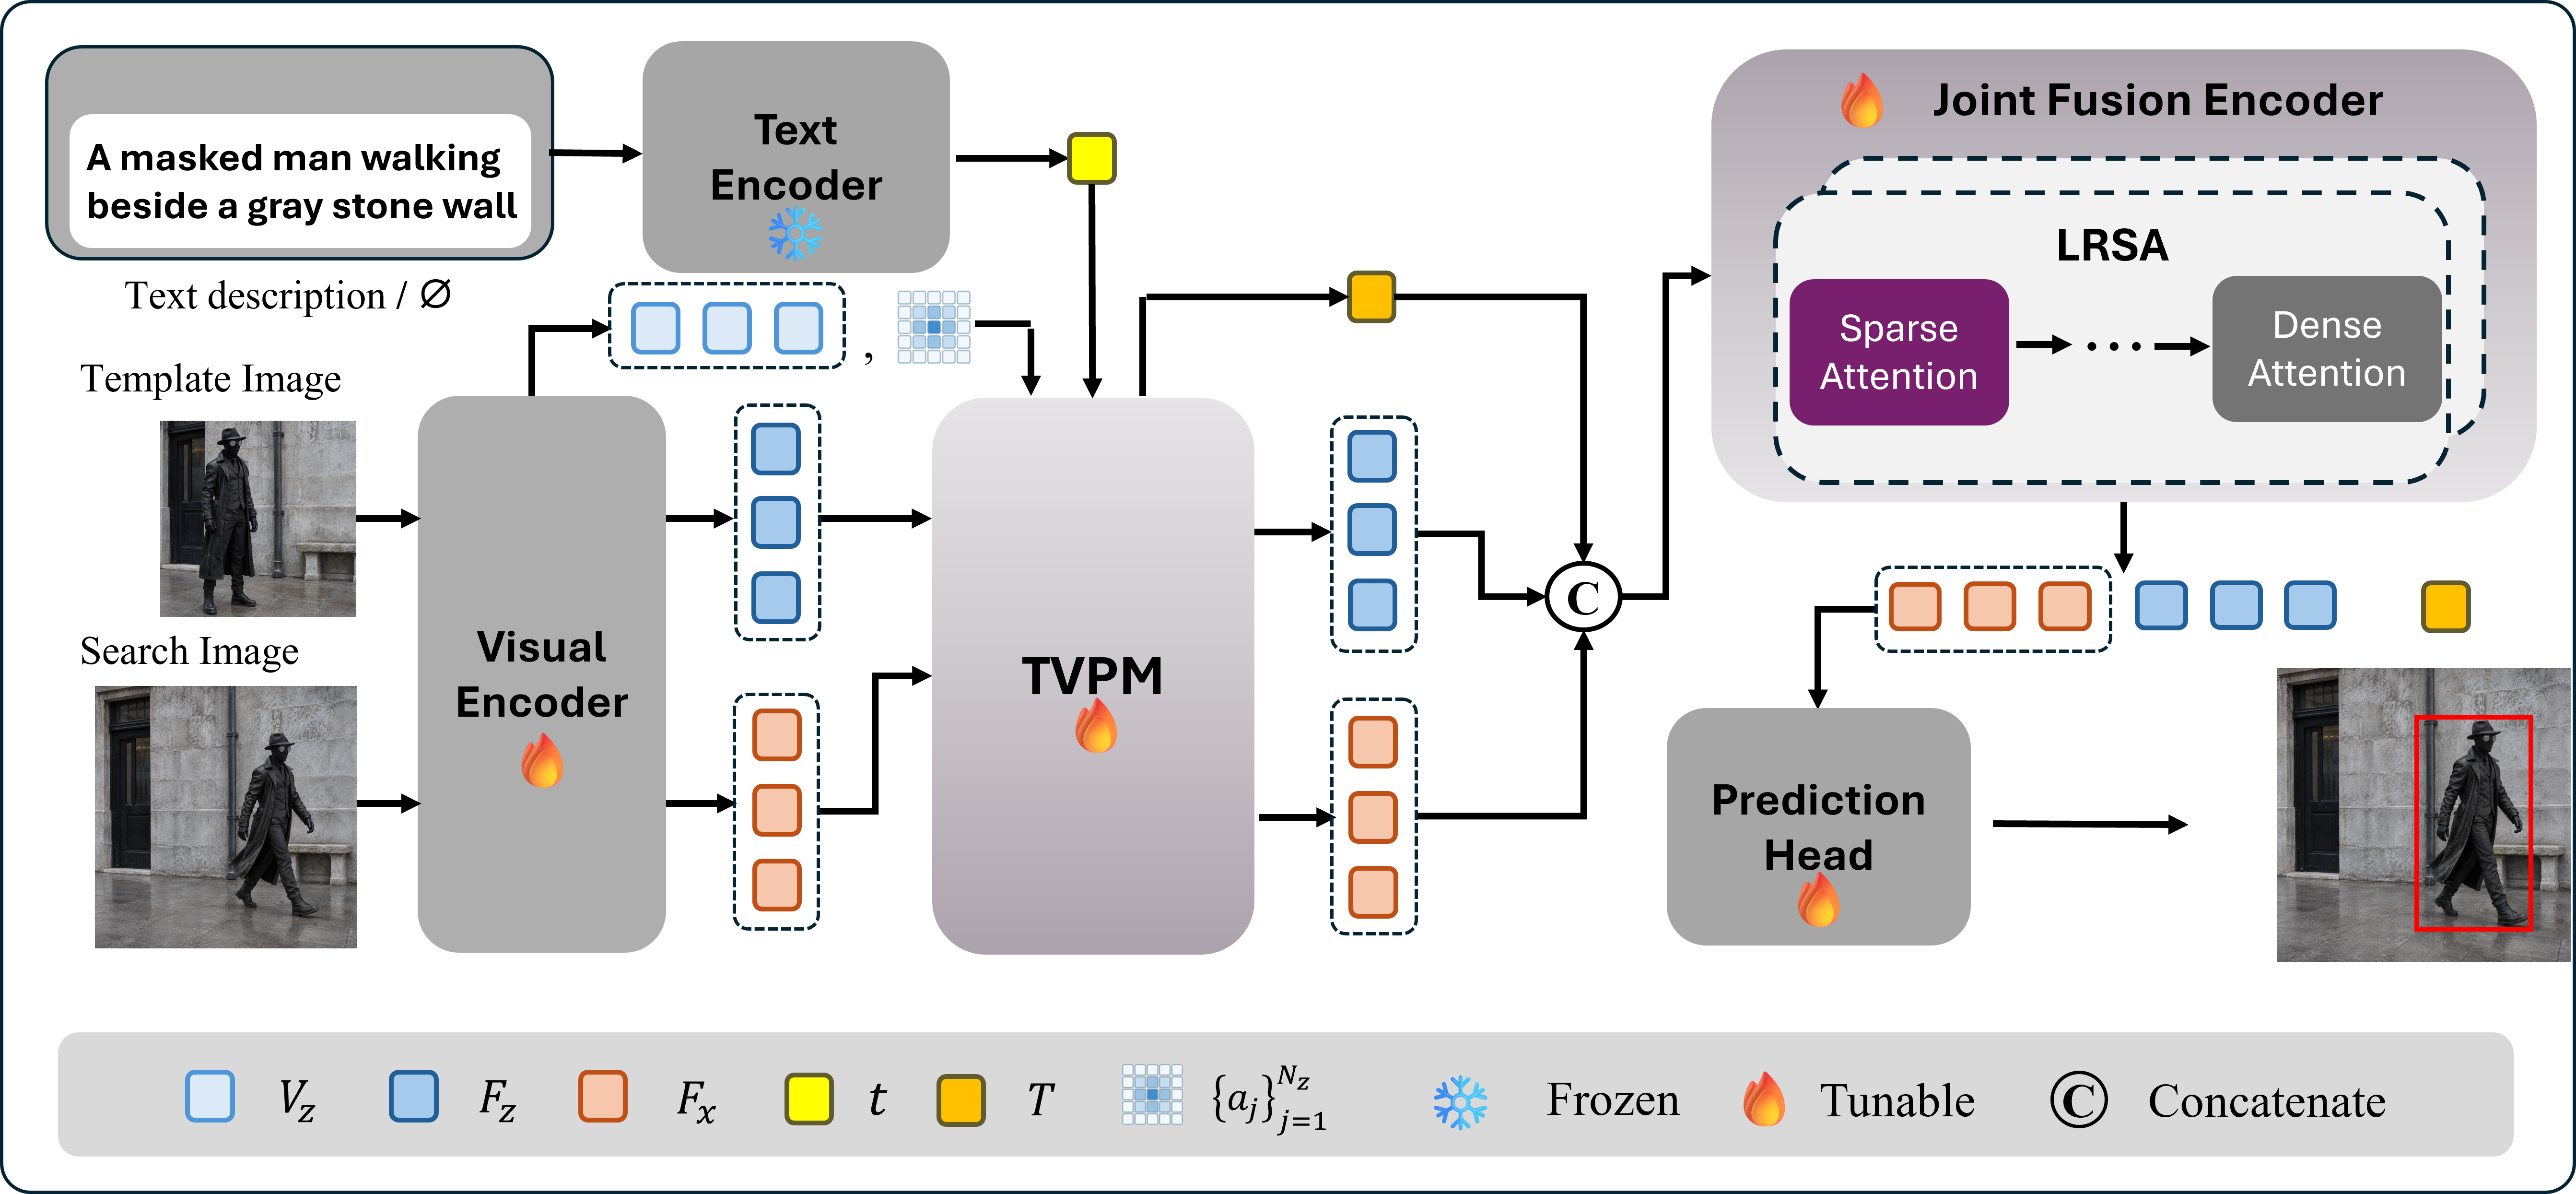 A masked man walking
beside a gray stone wall
Text description / ∅
Text
Encoder
,
Template Image
Search Image
Visual
Encoder
TVPM
C
Joint Fusion Encoder
LRSA
Sparse
Attention
...
Dense
Attention
Prediction
Head
V_z
F_z
F_x
t
T
{a_j}_{j=1}^{N_z}
Frozen
Tunable
C Concatenate